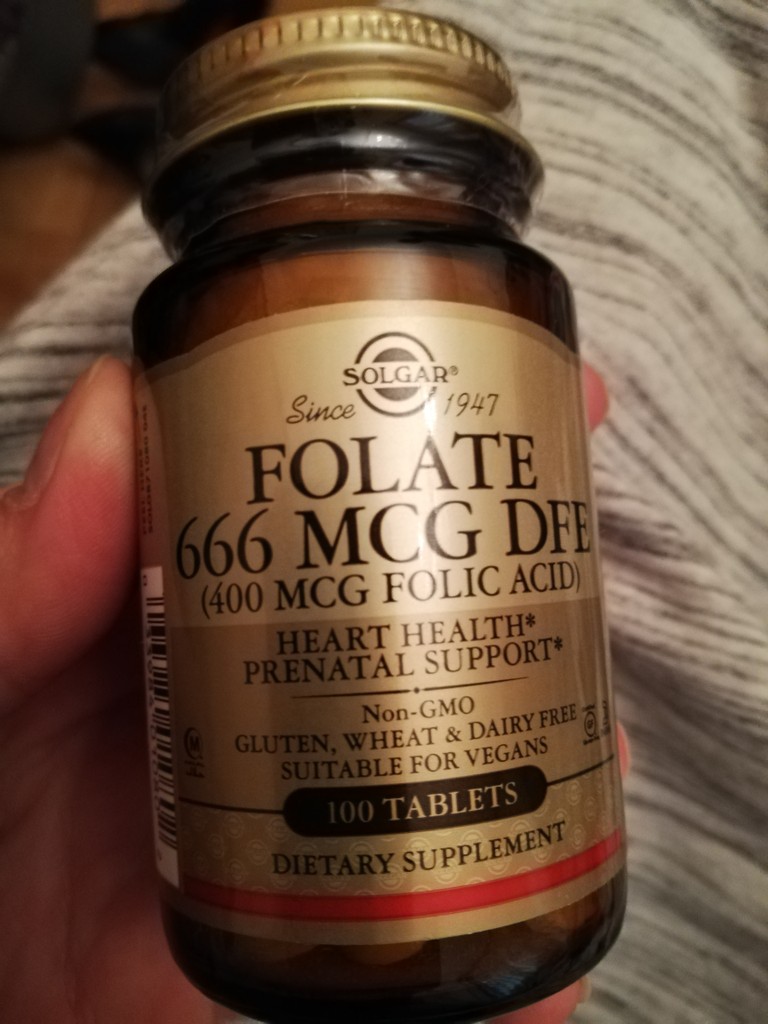 SOLGAR®
Since 1947
FOLATE
666 MCG DFE
(400 MCG FOLIC ACID)
HEART HEALTH*
PRENATAL SUPPORT*
Non-GMO
GLUTEN, WHEAT & DAIRY FREE
SUITABLE FOR VEGANS
100 TABLETS
DIETARY SUPPLEMENT